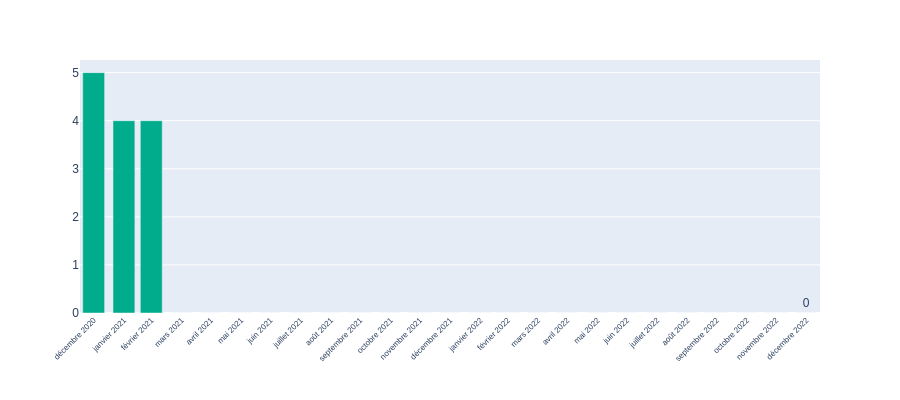 5
4
3
2
1
0
0
décembre 2020
janvier 2021
février 2021
mars 2021
avril 2021
mai 2021
juin 2021
juillet 2021
août 2021
septembre 2021
octobre 2021
novembre 2021
décembre 2021
janvier 2022
février 2022
mars 2022
avril 2022
mai 2022
juin 2022
juillet 2022
août 2022
septembre 2022
octobre 2022
novembre 2022
décembre 2022